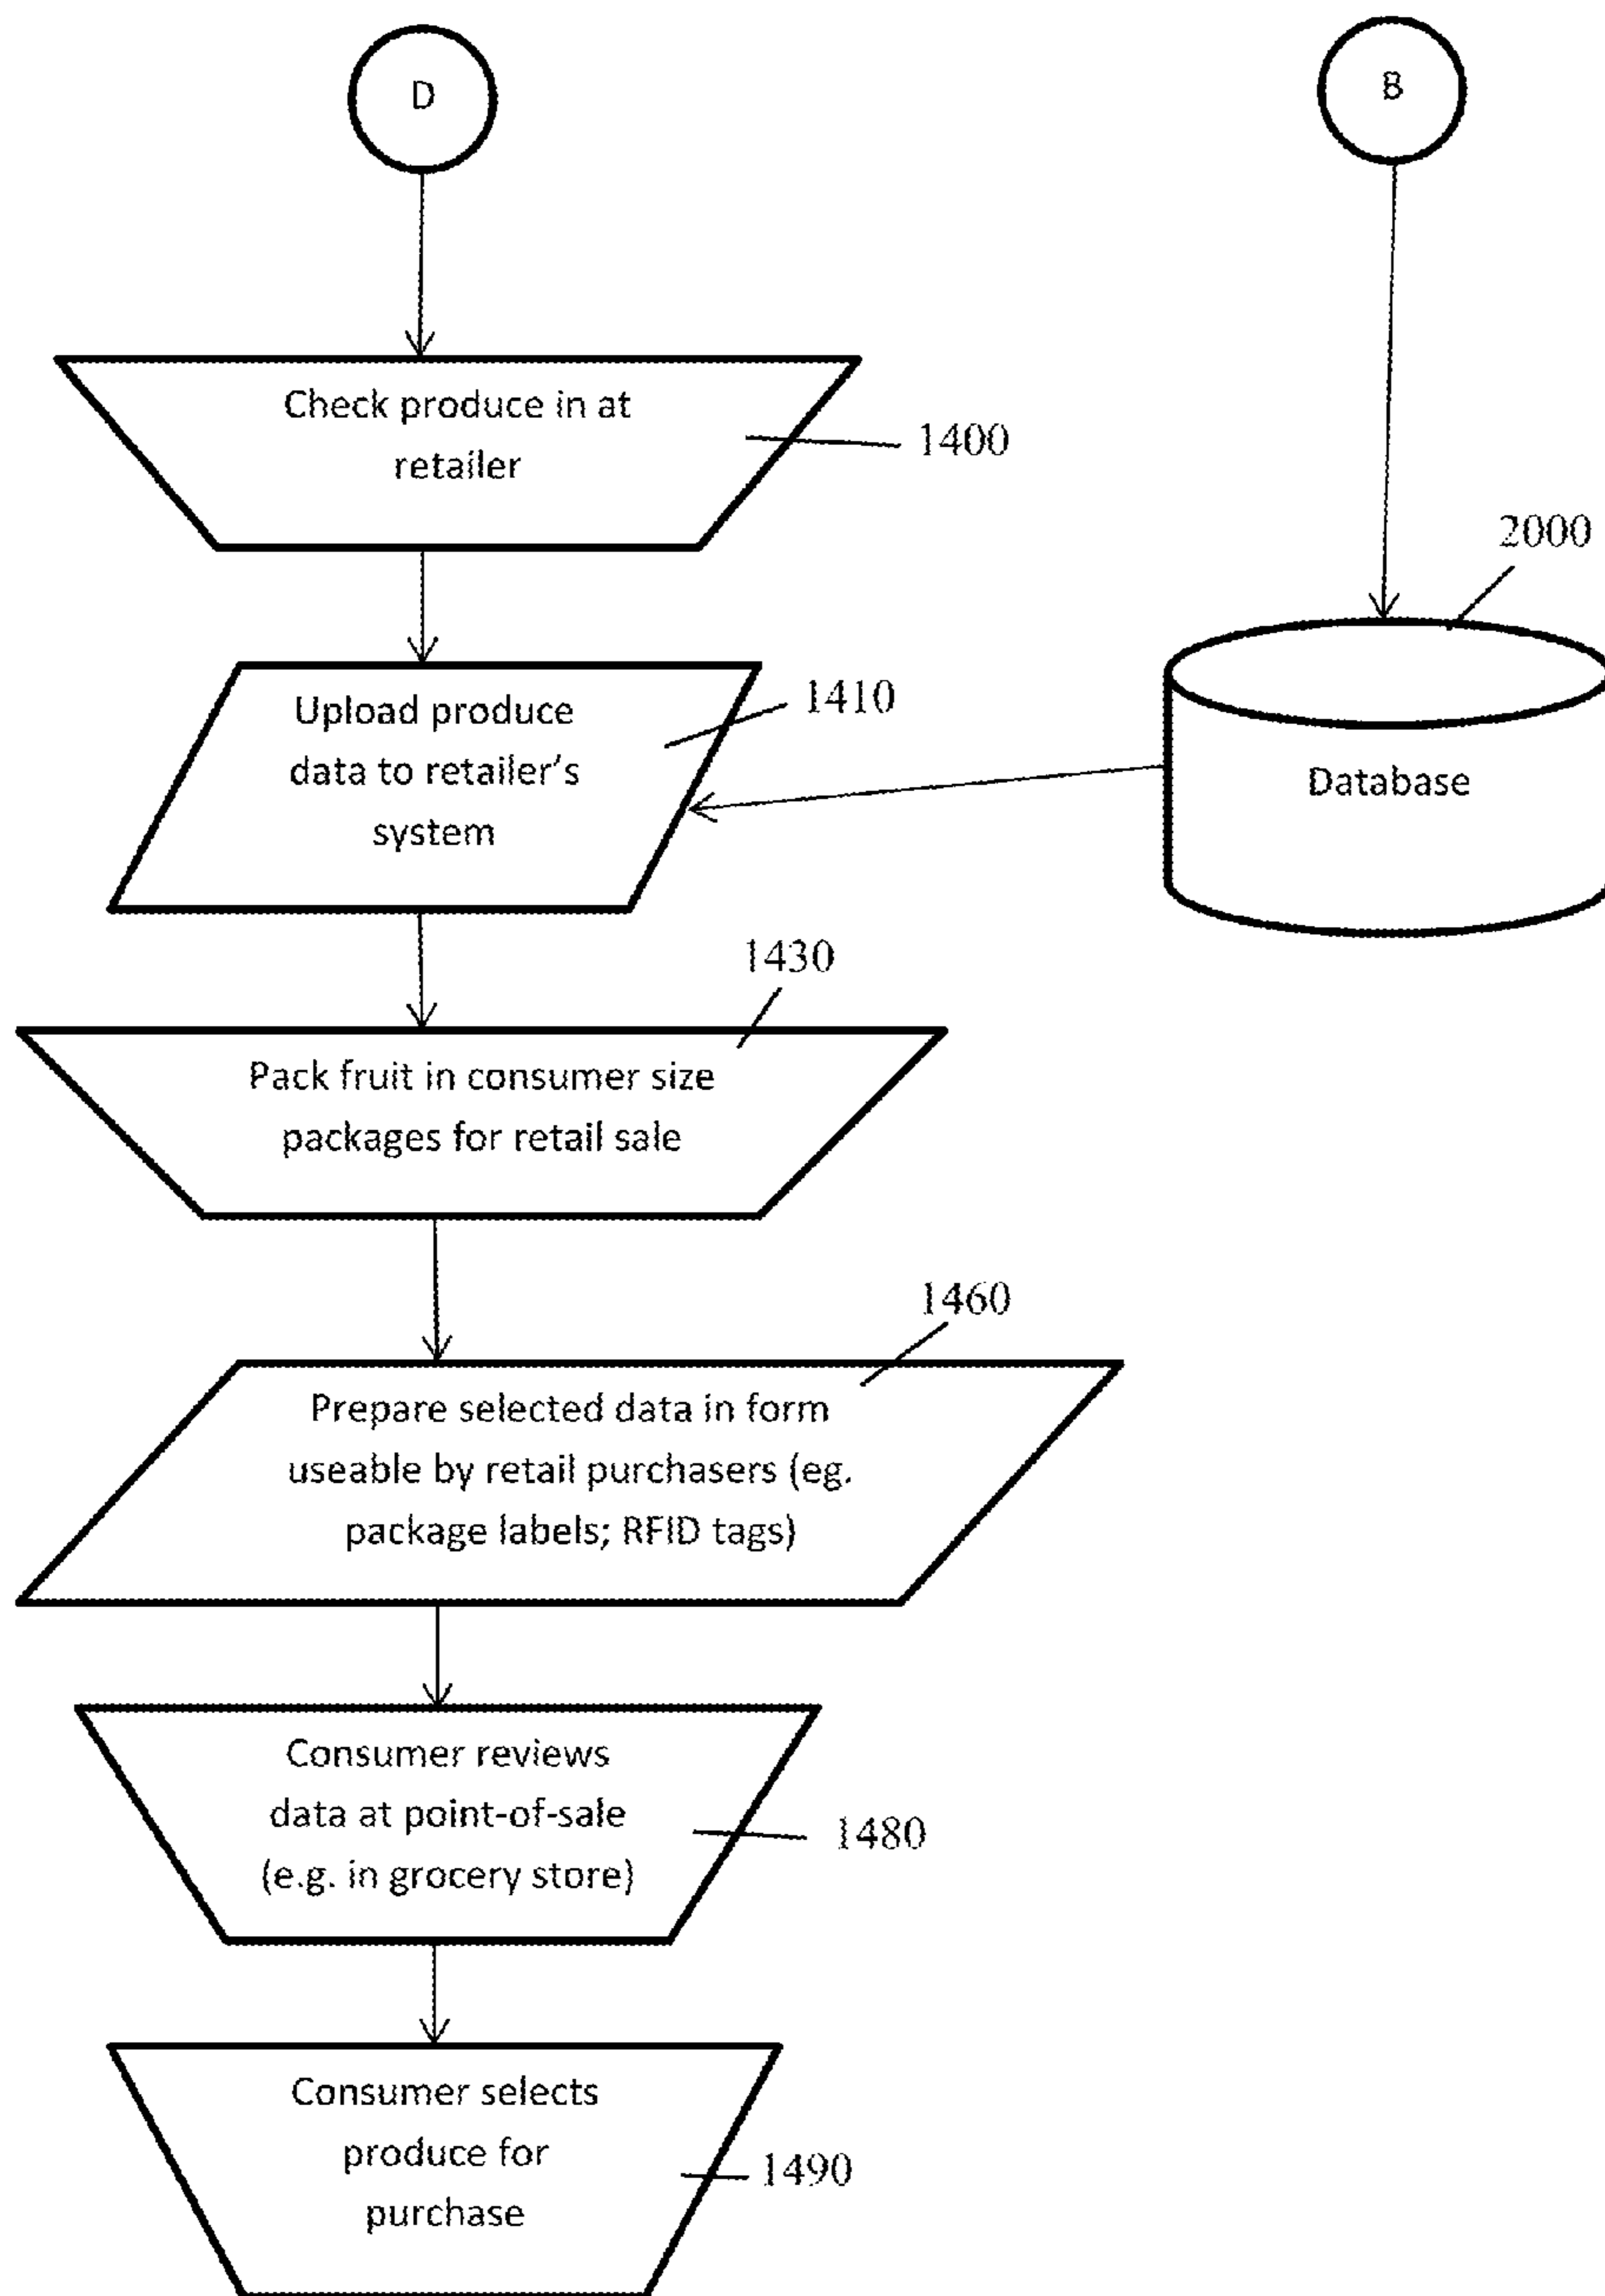 D
B
Check produce in at
retailer
1400
2000
Upload produce
data to retailer’s
system
1410
Database
1430
Pack fruit in consumer size
packages for retail sale
1460
Prepare selected data in form
useable by retail purchasers (eg.
package labels; RFID tags)
Consumer reviews
data at point-of-sale
(e.g. in grocery store)
1480
Consumer selects
produce for
purchase
1490